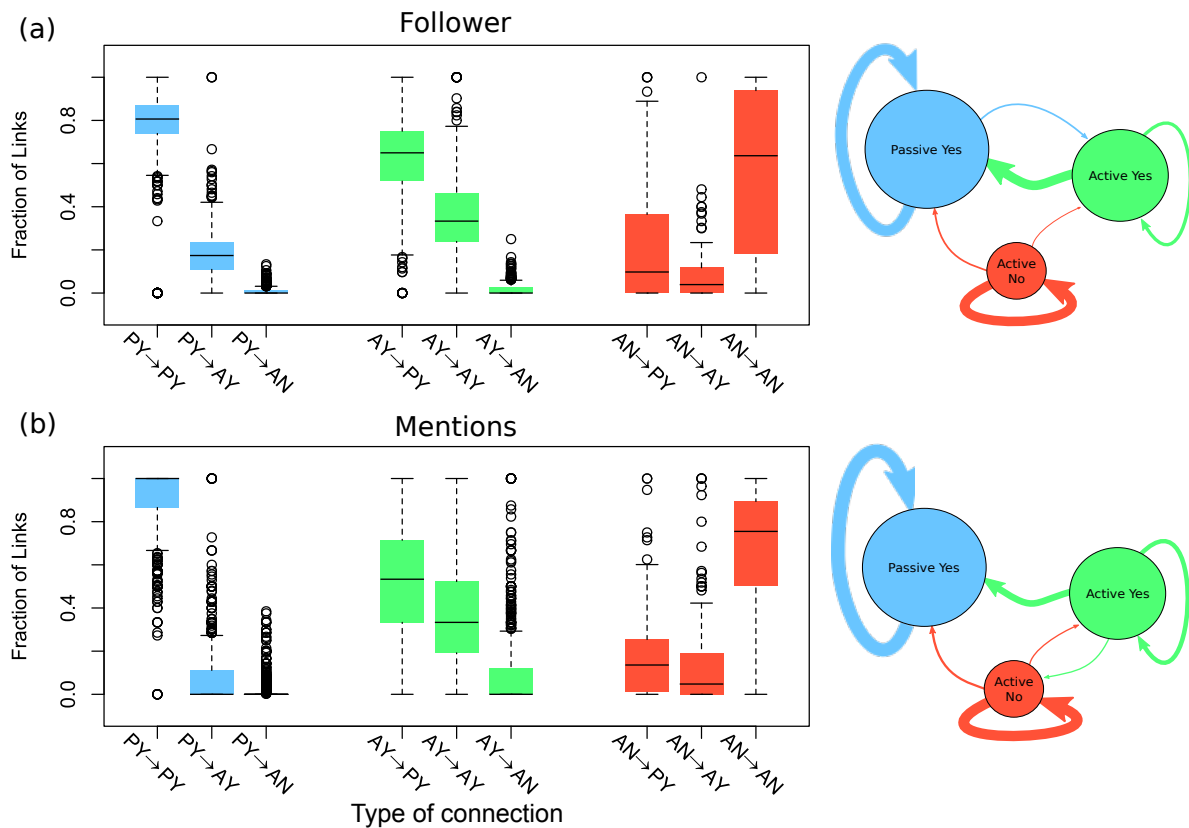 (a)
Follower
Fraction of Links
0.8
0.4
0.0
PY→PY
PY→AY
PY→AN
AY→PY
AY→AY
AY→AN
AN→PY
AN→AY
AN→AN
Passive Yes
Active Yes
Active
No
(b)
Mentions
Fraction of Links
0.8
0.4
0.0
PY→PY
PY→AY
PY→AN
AY→PY
AY→AY
AY→AN
AN→PY
AN→AY
AN→AN
Type of connection
Passive Yes
Active Yes
Active
No